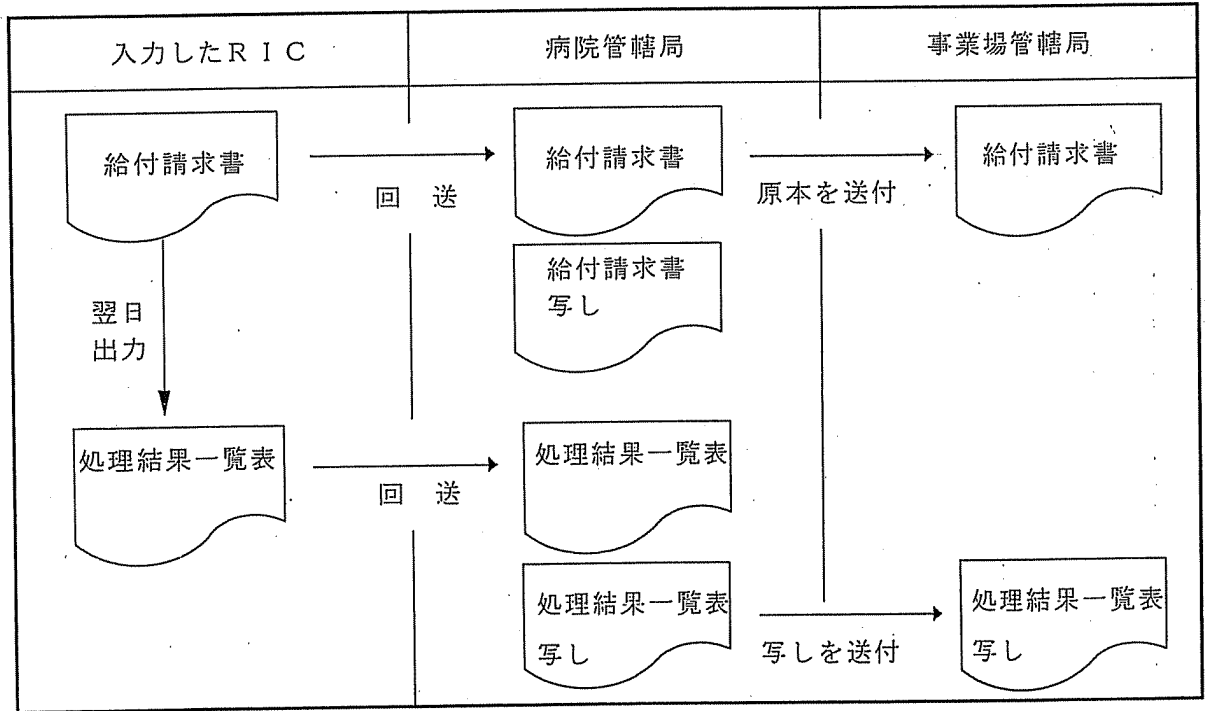 入力したRIC
病院管轄局
事業場管轄局
給付請求書
回 送
給付請求書
原本を送付
給付請求書
給付請求書
写し
翌日
出力
処理結果一覧表
回 送
処理結果一覧表
処理結果一覧表
写し
写しを送付
処理結果一覧表
写し